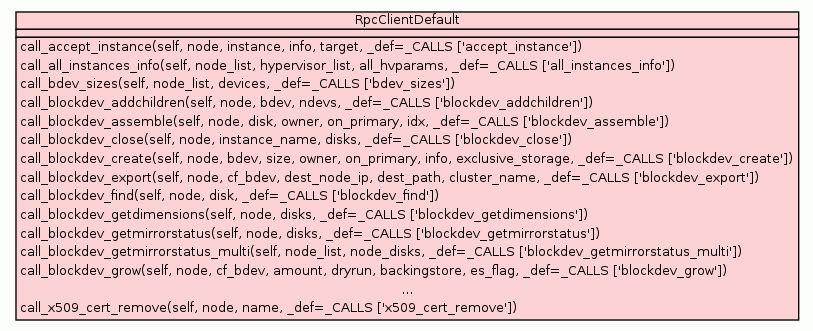 RpcClientDefault
call_accept_instance(self, node, instance, info, target, _def=_CALLS ['accept_instance'])
call_all_instances_info(self, node_list, hypervisor_list, all_hvparams, _def=_CALLS ['all_instances_info'])
call_bdev_sizes(self, node_list, devices, _def=_CALLS ['bdev_sizes'])
call_blockdev_addchildren(self, node, bdev, ndevs, _def=_CALLS ['blockdev_addchildren'])
call_blockdev_assemble(self, node, disk, owner, on_primary, idx, _def=_CALLS ['blockdev_assemble'])
call_blockdev_close(self, node, instance_name, disks, _def=_CALLS ['blockdev_close'])
call_blockdev_create(self, node, bdev, size, owner, on_primary, info, exclusive_storage, _def=_CALLS ['blockdev_create'])
call_blockdev_export(self, node, cf_bdev, dest_node_ip, dest_path, cluster_name, _def=_CALLS ['blockdev_export'])
call_blockdev_find(self, node, disk, _def=_CALLS ['blockdev_find'])
call_blockdev_getdimensions(self, node, disks, _def=_CALLS ['blockdev_getdimensions'])
call_blockdev_getmirrorstatus(self, node, disks, _def=_CALLS ['blockdev_getmirrorstatus'])
call_blockdev_getmirrorstatus_multi(self, node_list, node_disks, _def=_CALLS ['blockdev_getmirrorstatus_multi'])
call_blockdev_grow(self, node, cf_bdev, amount, dryrun, backingstore, es_flag, _def=_CALLS ['blockdev_grow'])
...
call_x509_cert_remove(self, node, name, _def=_CALLS ['x509_cert_remove'])